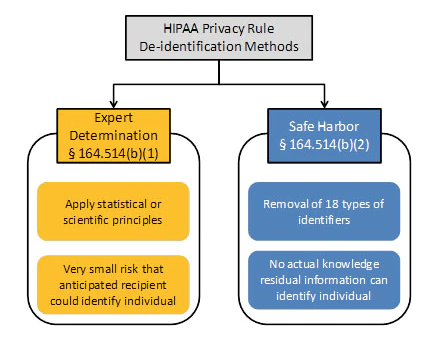 HIPAA Privacy Rule
De-identification Methods
Expert
Determination
§ 164.514(b)(1)
Apply statistical or
scientific principles
Very small risk that
anticipated recipient
could identify individual
Safe Harbor
§ 164.514(b)(2)
Removal of 18 types of
identifiers
No actual knowledge
residual information can
identify individual